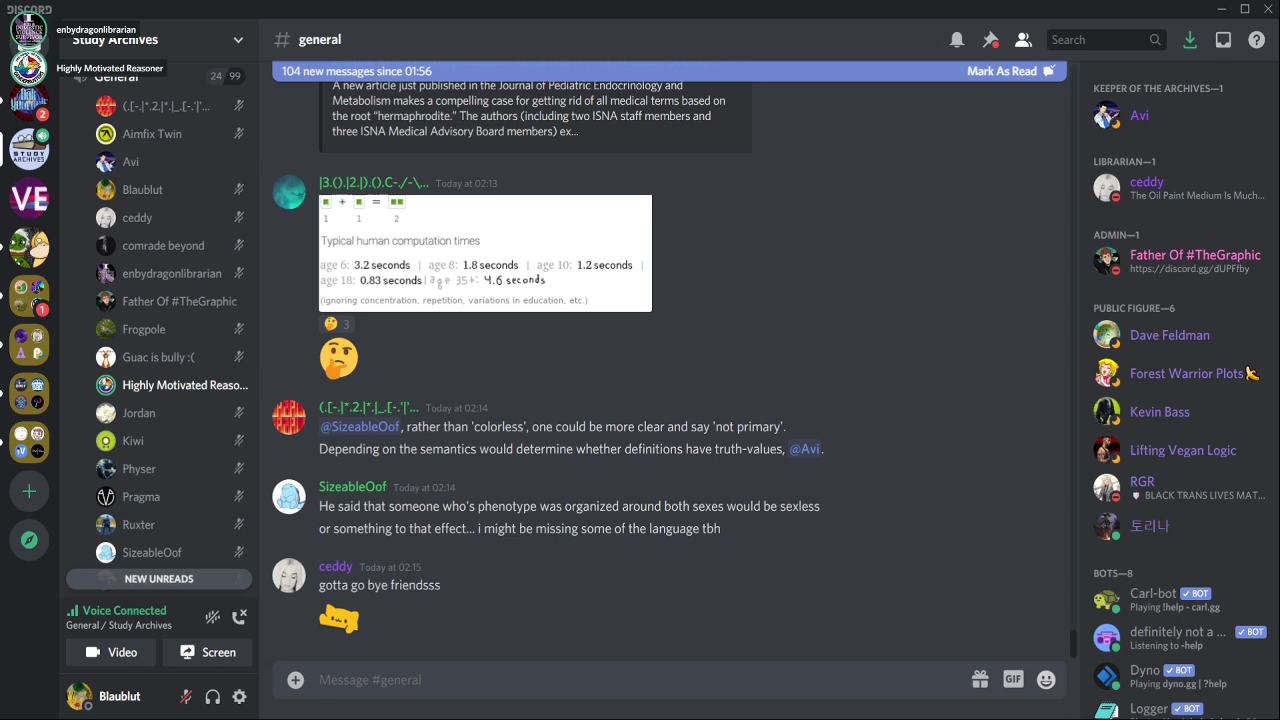 DISCORD
enbydragonlibrarian
Highly Motivated Reasoner
Study Archives
General
24 99
(.[-.|*.2.|*.|_.[-.'|'...
Aimfix Twin
Avi
Blaublut
ceddy
comrade beyond
enbydragonlibrarian
Father Of #TheGraphic
Frogpole
Guac is bully :(
Highly Motivated Reaso...
Jordan
Kiwi
Physer
Pragma
Ruxter
SizeableOof
NEW UNREADS
Voice Connected
General / Study Archives
Video
Screen
Blaublut
2
STUDY
ARCHIVES
VE
1
# general
Search
104 new messages since 01:56
Mark As Read
A new article just published in the Journal of Pediatric Endocrinology and
Metabolism makes a compelling case for getting rid of all medical terms based on
the root “hermaphrodite.” The authors (including two ISNA staff members and
three ISNA Medical Advisory Board members) ex...
|3.().|2.|).().C-./-\... Today at 02:13
+ =
1 1 2
Typical human computation times
age 6: 3.2 seconds | age 8: 1.8 seconds | age 10: 1.2 seconds |
age 18: 0.83 seconds | age 35+: 4.6 seconds
(ignoring concentration, repetition, variations in education, etc.)
3
(.[-.|*.2.|*.|_.[-.'|'... Today at 02:14
@SizeableOof, rather than 'colorless', one could be more clear and say 'not primary'.
Depending on the semantics would determine whether definitions have truth-values, @Avi.
SizeableOof Today at 02:14
He said that someone who's phenotype was organized around both sexes would be sexless
or something to that effect... i might be missing some of the language tbh
ceddy Today at 02:15
gotta go bye friendsss
Message #general
GIF
KEEPER OF THE ARCHIVES—1
Avi
LIBRARIAN—1
ceddy
The Oil Paint Medium Is Much...
ADMIN—1
Father Of #TheGraphic
https://discord.gg/dUPFfby
PUBLIC FIGURE—6
Dave Feldman
Forest Warrior Plots
Kevin Bass
Lifting Vegan Logic
RGR
BLACK TRANS LIVES MAT...
토리나
BOTS—8
Carl-bot BOT
Playing !help - carl.gg
definitely not a ... BOT
Listening to -help
Dyno BOT
Playing dyno.gg | ?help
Logger BOT